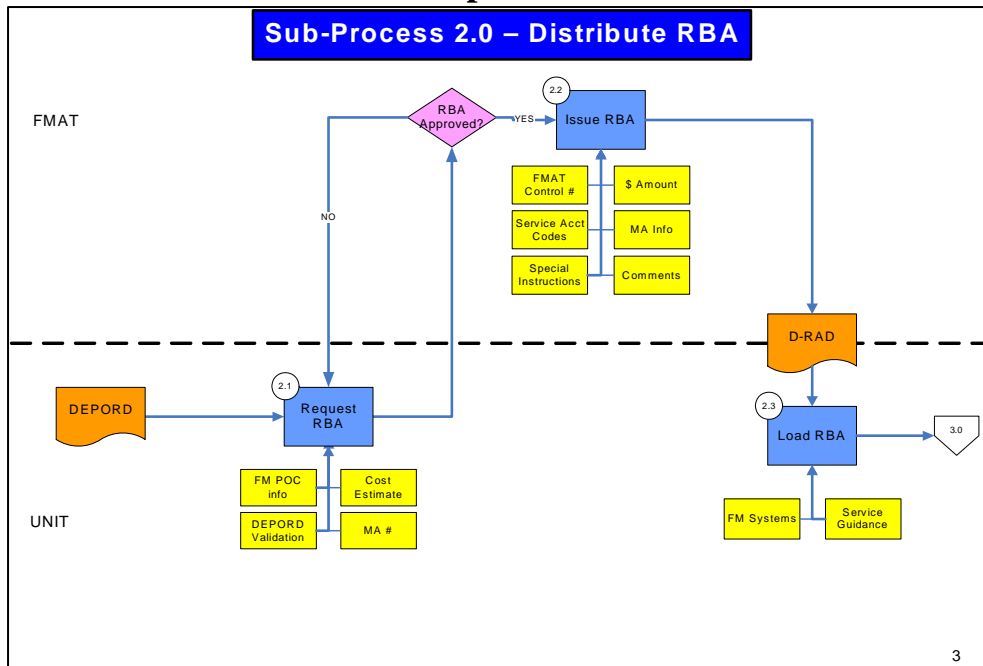 Sub-Process 2.0 – Distribute RBA
FMAT
RBA
Approved?
YES
2.2
Issue RBA
NO
FMAT
Control #
$ Amount
Service Acct
Codes
MA Info
Special
Instructions
Comments
D-RAD
DEPORD
2.1
Request
RBA
2.3
Load RBA
3.0
FM POC
info
Cost
Estimate
DEPORD
Validation
MA #
FM Systems
Service
Guidance
UNIT
3